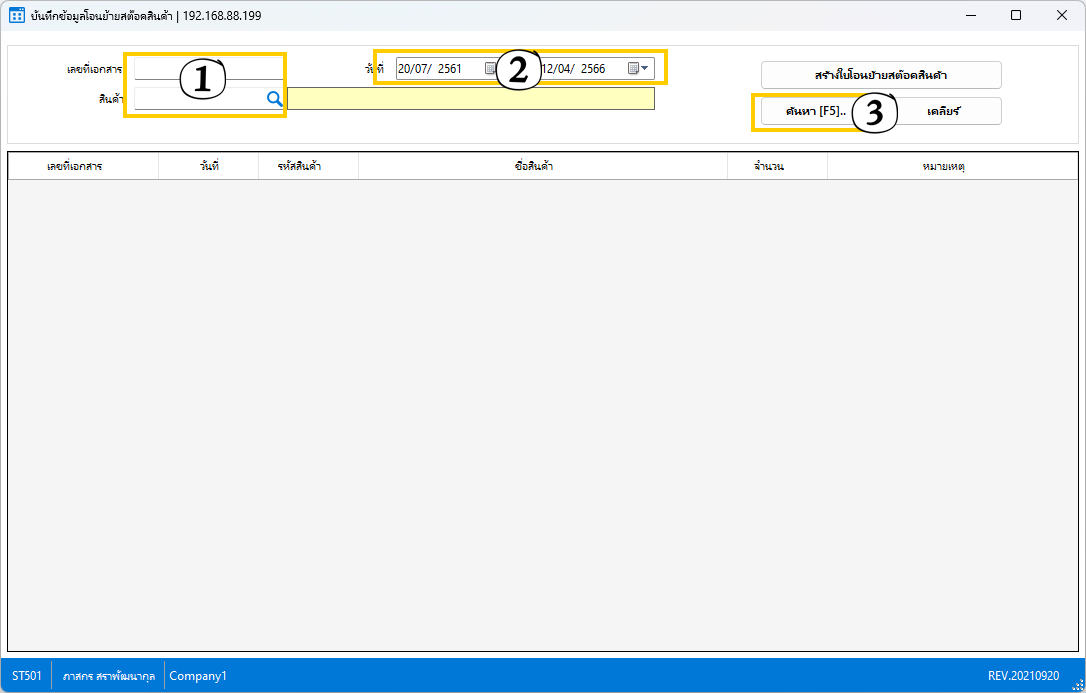 บันทึกข้อมูลโอนย้ายสต๊อคสินค้า | 192.168.88.199
เลขที่เอกสาร 1 วันที่ 20/07/ 2561 2 12/04/ 2566 สร้างใบโอนย้ายสต๊อคสินค้า
สินค้า ค้นหา [F5].. 3 เคลียร์
เลขที่เอกสาร วันที่ รหัสสินค้า ชื่อสินค้า จำนวน หมายเหตุ
ST501 ภาสกร สราพัฒนากุล Company1 REV.20210920